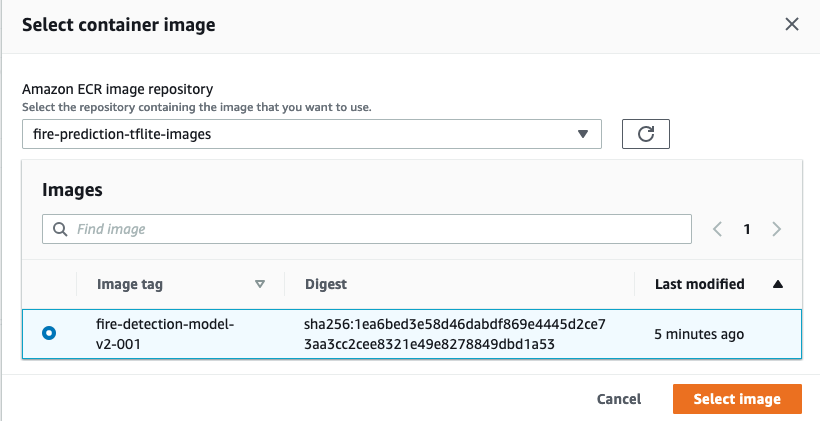 Select container image
Amazon ECR image repository
Select the repository containing the image that you want to use.
fire-prediction-tflite-images
Images
Find image
1
Image tag
Digest
Last modified
fire-detection-model-
v2-001
sha256:1ea6bed3e58d46dabdf869e4445d2ce7
3aa3cc2cee8321e49e8278849dbd1a53
5 minutes ago
Cancel
Select image